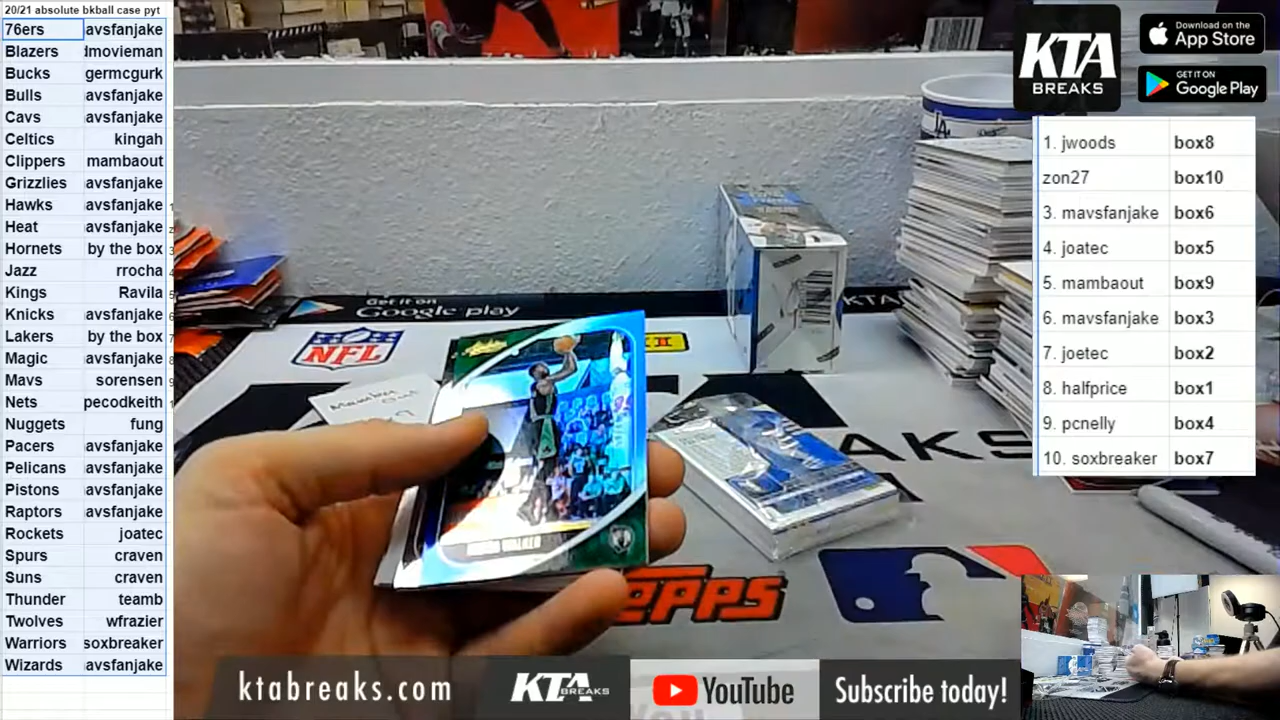 20/21 absolute bkball case pyt
76ers avsfanjake
Blazers dmovieman
Bucks germcgurk
Bulls avsfanjake
Cavs avsfanjake
Celtics kingah
Clippers mambaout
Grizzlies avsfanjake
Hawks avsfanjake
Heat avsfanjake
Hornets by the box
Jazz rrocha
Kings Ravila
Knicks avsfanjake
Lakers by the box
Magic avsfanjake
Mavs sorensen
Nets pecodkeith
Nuggets fung
Pacers avsfanjake
Pelicans avsfanjake
Pistons avsfanjake
Raptors avsfanjake
Rockets joatec
Spurs craven
Suns craven
Thunder teamb
Twolves wfrazier
Warriors soxbreaker
Wizards avsfanjake
KTA
BREAKS
Download on the
App Store
GET IT ON
Google Play
1. jwoods box8
zon27 box10
3. mavsfanjake box6
4. joatec box5
5. mambaout box9
6. mavsfanjake box3
7. joetec box2
8. halfprice box1
9. pcnelly box4
10. soxbreaker box7
Get it on
Google play
KTA
NFL
Absolute
WALKER
EAKS
TOPPS
ktabreaks.com
KTA
BREAKS
YouTube
Subscribe today!